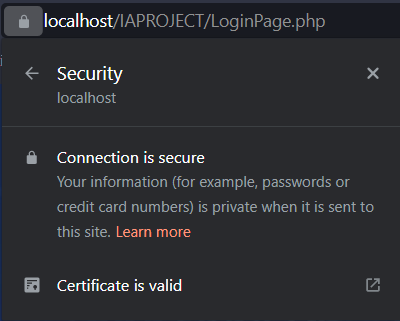 localhost/IAPROJECT/LoginPage.php
Security
localhost
Connection is secure
Your information (for example, passwords or
credit card numbers) is private when it is sent to
this site. Learn more
Certificate is valid